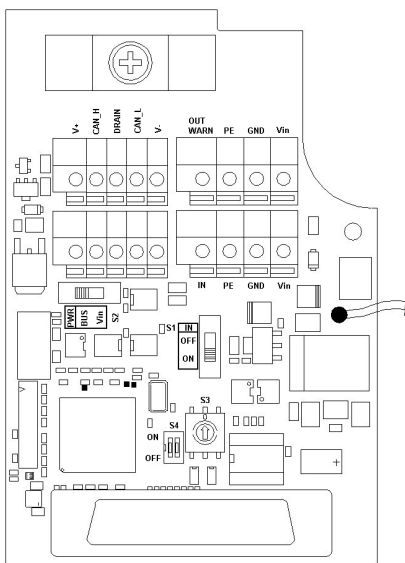 V+ CAN_H DRAIN CAN_L V-
OUT
WARN PE GND Vin
IN PE GND Vin
PWR
BUS
Vin
S2
S1 IN
OFF
ON
S3
S4
ON
OFF
+